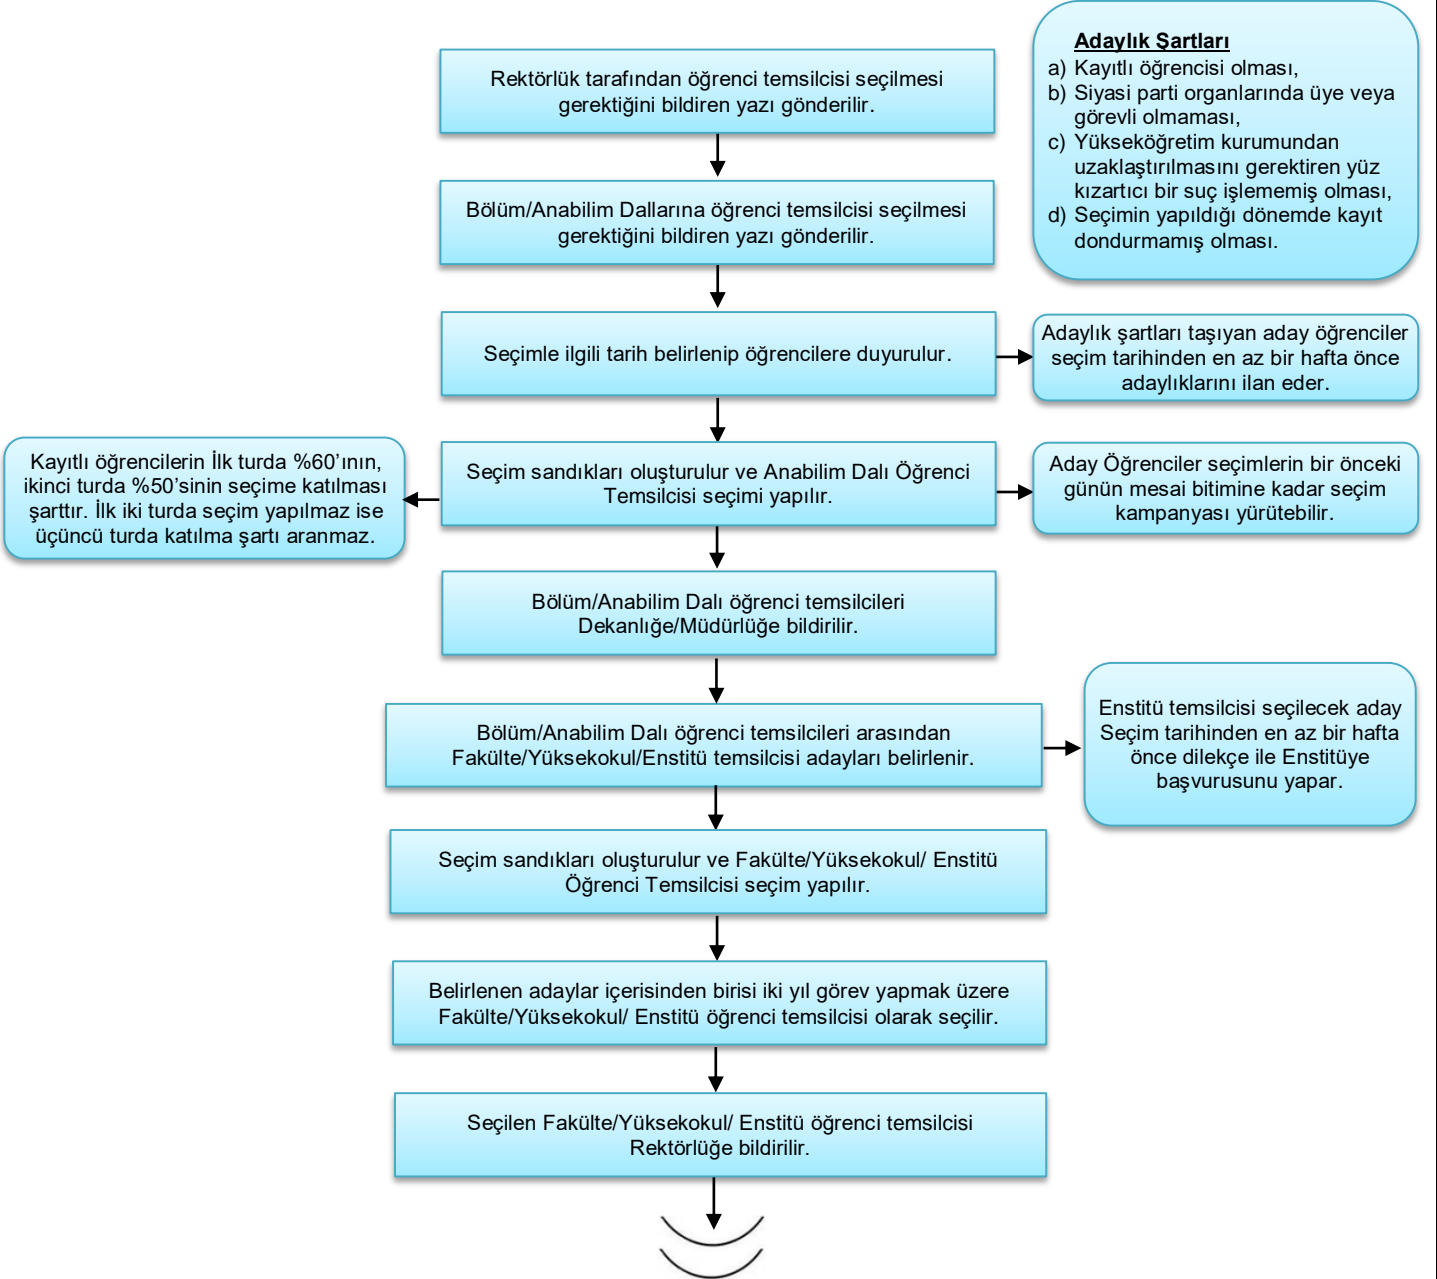 Adaylık Şartları
a) Kayıtlı öğrencisi olması,
b) Siyasi parti organlarında üye veya
görevli olmaması,
c) Yükseköğretim kurumundan
uzaklaştırılmasını gerektiren yüz
kızartıcı bir suç işlememiş olması,
d) Seçimin yapıldığı dönemde kayıt
dondurmamış olması.
Rektörlük tarafından öğrenci temsilcisi seçilmesi
gerektiğini bildiren yazı gönderilir.
Bölüm/Anabilim Dallarına öğrenci temsilcisi seçilmesi
gerektiğini bildiren yazı gönderilir.
Seçimle ilgili tarih belirlenip öğrencilere duyurulur.
Adaylık şartları taşıyan aday öğrenciler
seçim tarihinden en az bir hafta önce
adaylıklarını ilan eder.
Kayıtlı öğrencilerin İlk turda %60’ının,
ikinci turda %50’sinin seçime katılması
şarttır. İlk iki turda seçim yapılmaz ise
üçüncü turda katılma şartı aranmaz.
Seçim sandıkları oluşturulur ve Anabilim Dalı Öğrenci
Temsilcisi seçimi yapılır.
Aday Öğrenciler seçimlerin bir önceki
günün mesai bitimine kadar seçim
kampanyası yürütebilir.
Bölüm/Anabilim Dalı öğrenci temsilcileri
Dekanlığe/Müdürlüğe bildirilir.
Bölüm/Anabilim Dalı öğrenci temsilcileri arasından
Fakülte/Yüksekokul/Enstitü temsilcisi adayları belirlenir.
Enstitü temsilcisi seçilecek aday
Seçim tarihinden en az bir hafta
önce dilekçe ile Enstitüye
başvurusunu yapar.
Seçim sandıkları oluşturulur ve Fakülte/Yüksekokul/ Enstitü
Öğrenci Temsilcisi seçim yapılır.
Belirlenen adaylar içerisinden birisi iki yıl görev yapmak üzere
Fakülte/Yüksekokul/ Enstitü öğrenci temsilcisi olarak seçilir.
Seçilen Fakülte/Yüksekokul/ Enstitü öğrenci temsilcisi
Rektörlüğe bildirilir.